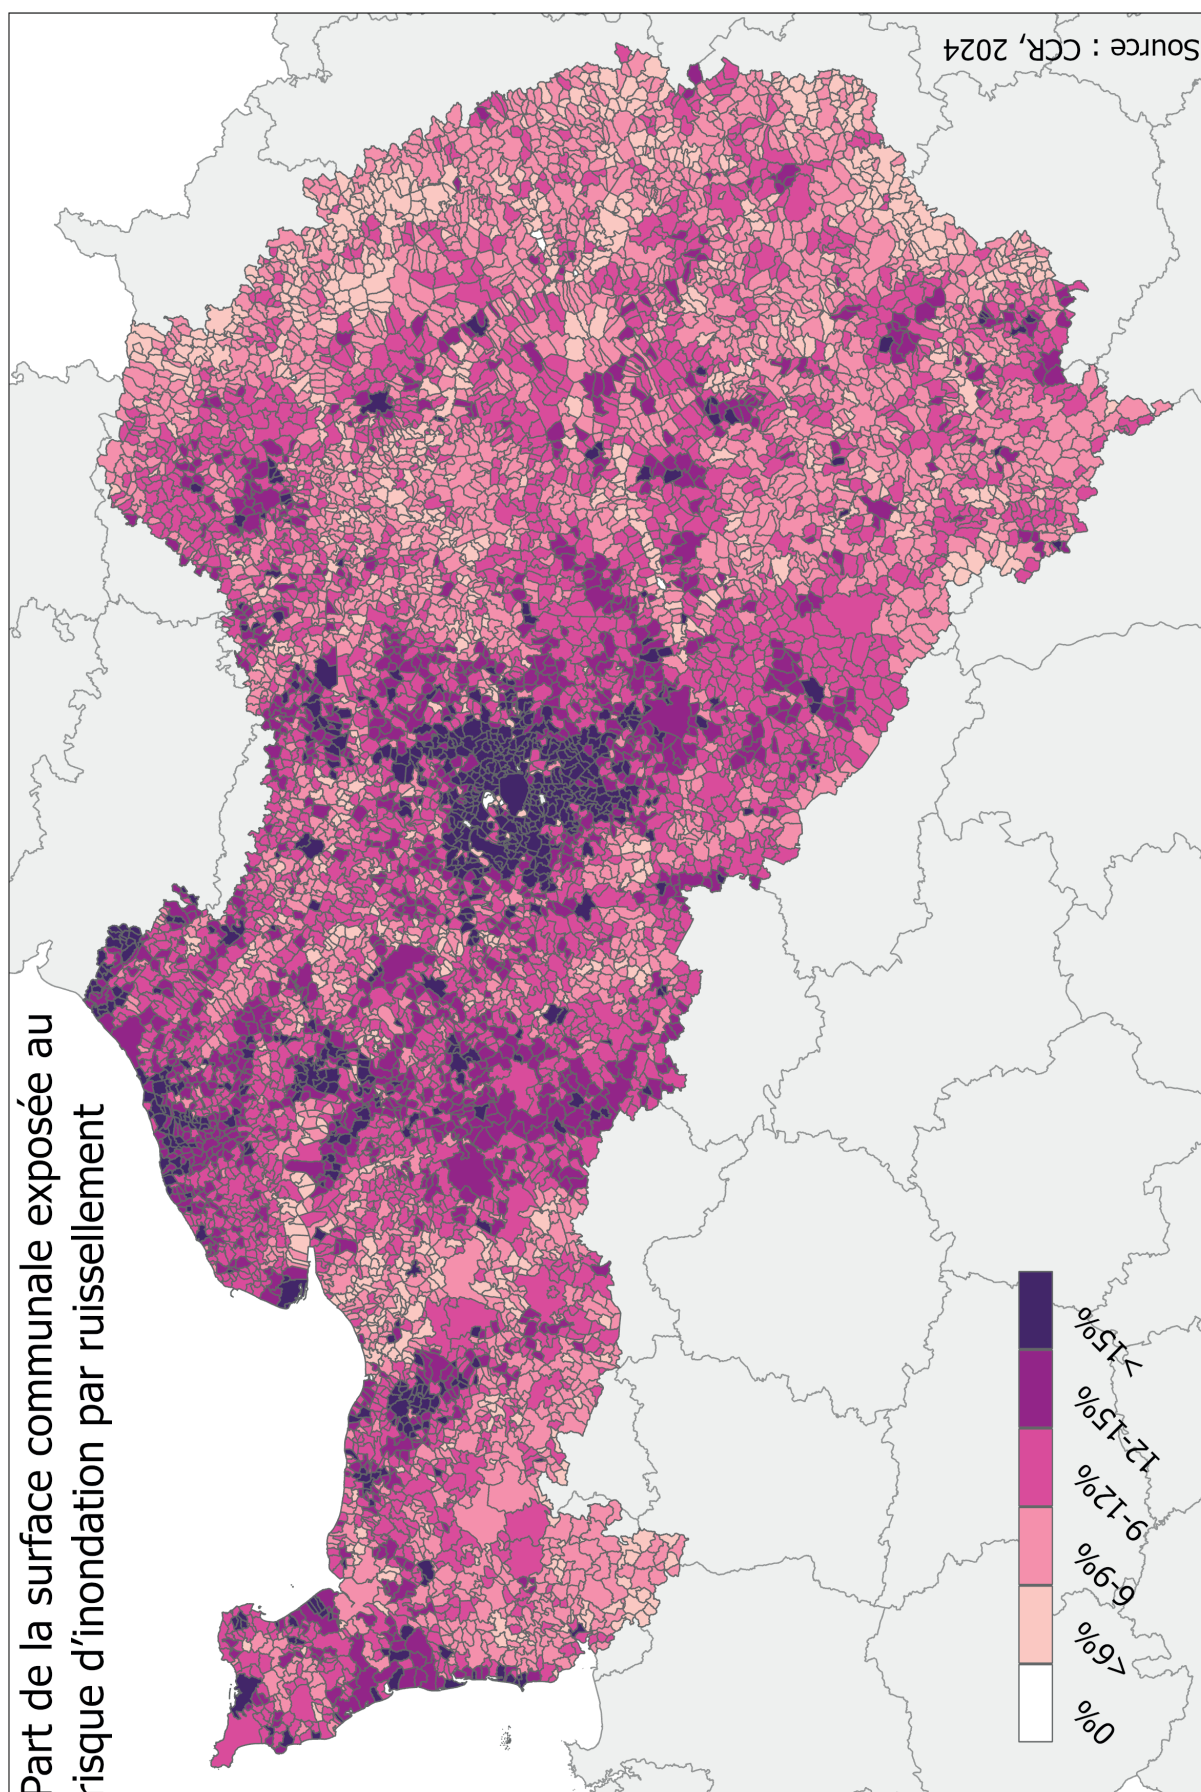 Part de la surface communale exposée au
risque d’inondation par ruissellement
0%
<6%
6-9%
9-12%
12-15%
>15%
Source : CCR, 2024